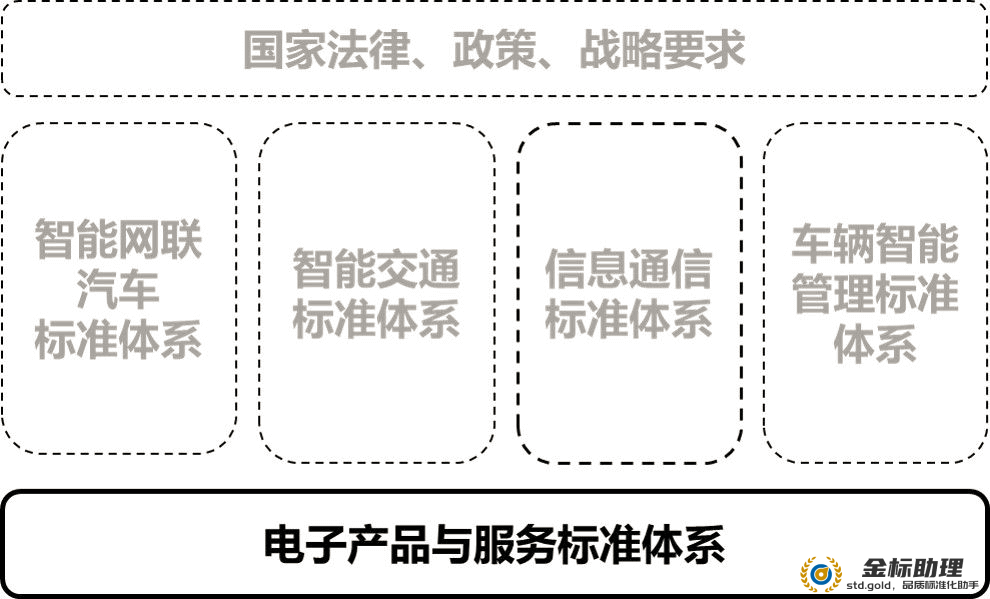 国家法律、政策、战略要求
智能网联
汽车
标准体系
智能交通
标准体系
信息通信
标准体系
车辆智能
管理标准
体系
电子产品与服务标准体系
金标助理
std.gold，品质标准化助手